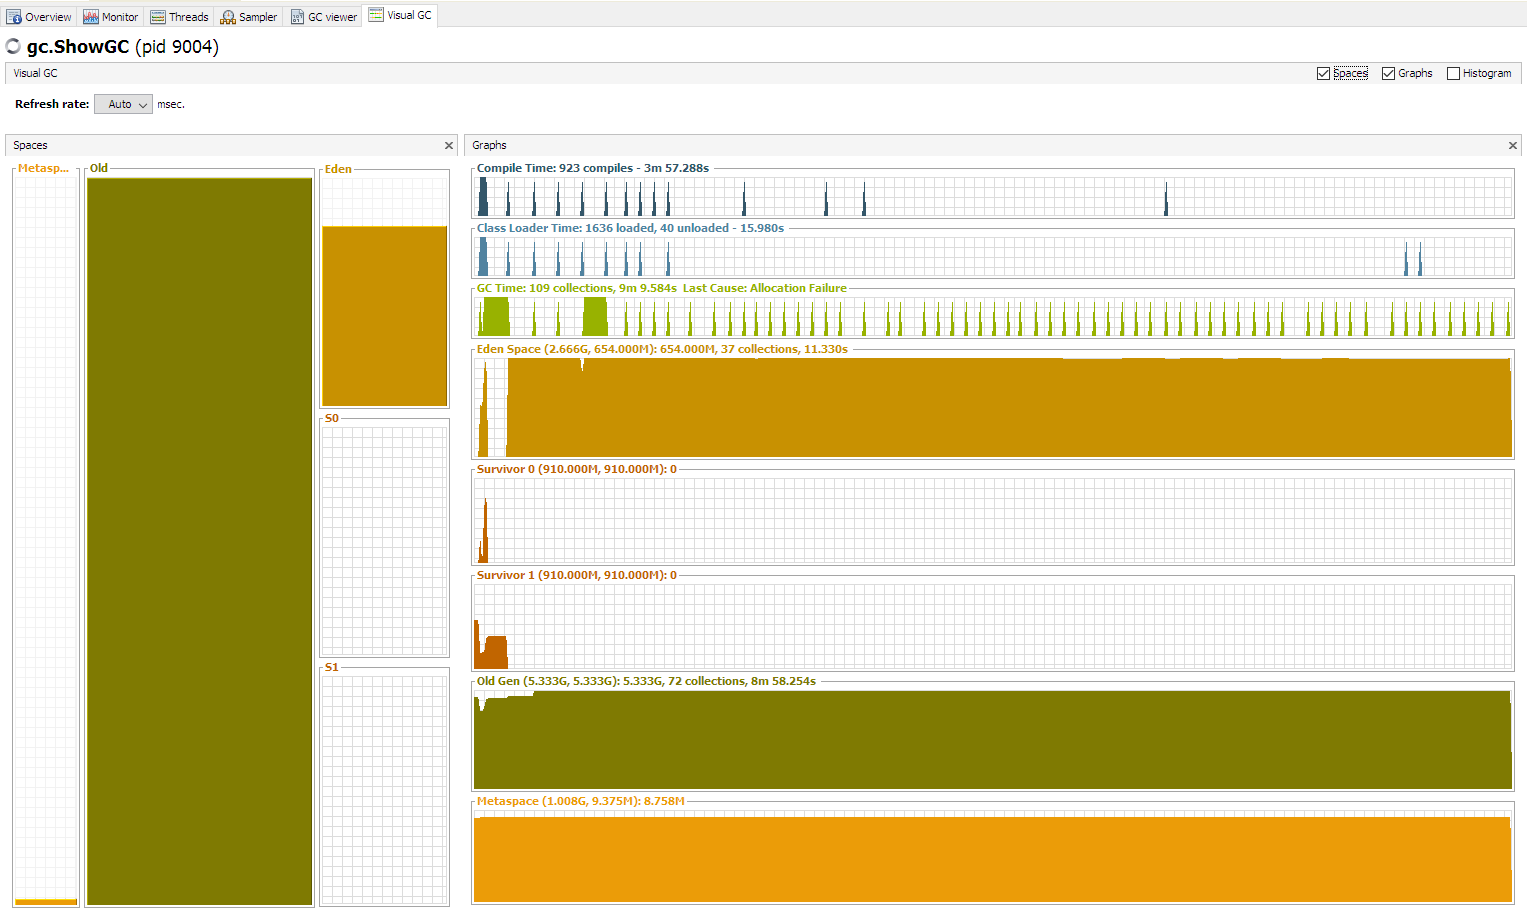 Overview Monitor Threads Sampler GC viewer Visual GC
gc.ShowGC (pid 9004)
Visual GC Spaces Graphs Histogram
Refresh rate: Auto msec.
Spaces
Metasp... Old Eden
S0
S1
Graphs
Compile Time: 923 compiles - 3m 57.288s
Class Loader Time: 1636 loaded, 40 unloaded - 15.980s
GC Time: 109 collections, 9m 9.584s Last Cause: Allocation Failure
Eden Space (2.666G, 654.000M): 654.000M, 37 collections, 11.330s
Survivor 0 (910.000M, 910.000M): 0
Survivor 1 (910.000M, 910.000M): 0
Old Gen (5.333G, 5.333G): 5.333G, 72 collections, 8m 58.254s
Metaspace (1.008G, 9.375M): 8.758M